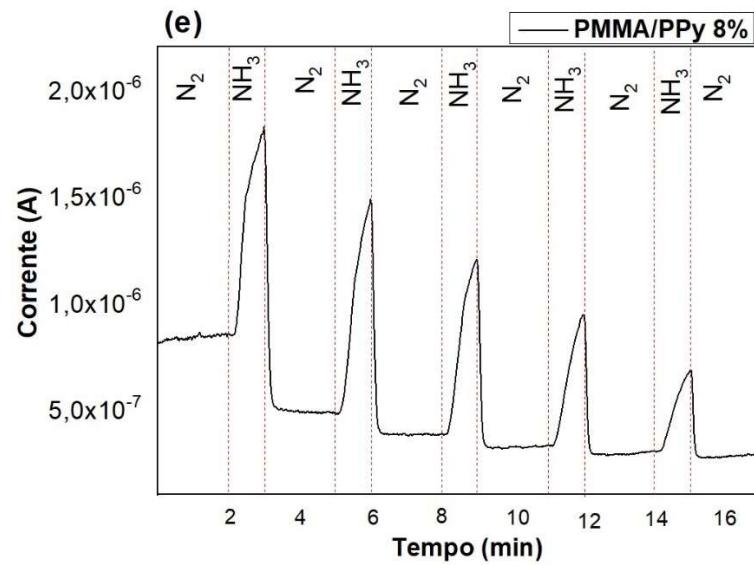 (e)
PMMA/PPy 8%
N₂ NH₃ N₂ NH₃ N₂ NH₃ N₂ NH₃ N₂ NH₃ N₂
2,0x10⁻⁶
1,5x10⁻⁶
1,0x10⁻⁶
5,0x10⁻⁷
Corrente (A)
2 4 6 8 10 12 14 16
Tempo (min)